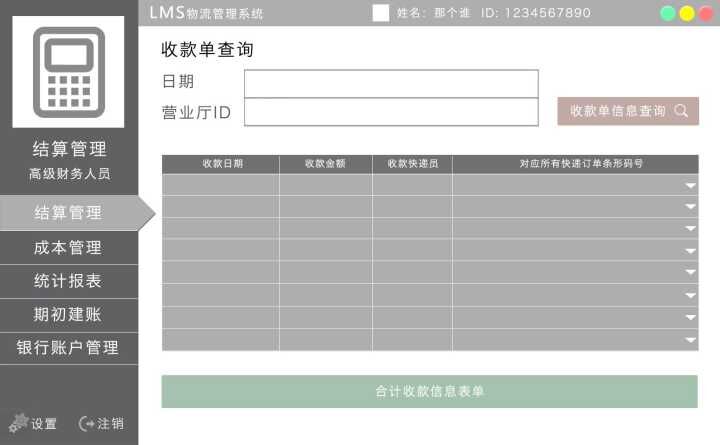 LMS物流管理系统
姓名：那个谁 ID: 1234567890
结算管理
高级财务人员
结算管理
成本管理
统计报表
期初建账
银行账户管理
设置
注销
收款单查询
日期
营业厅ID
收款单信息查询
收款日期 收款金额 收款快递员 对应所有快递订单条形码号
合计收款信息表单